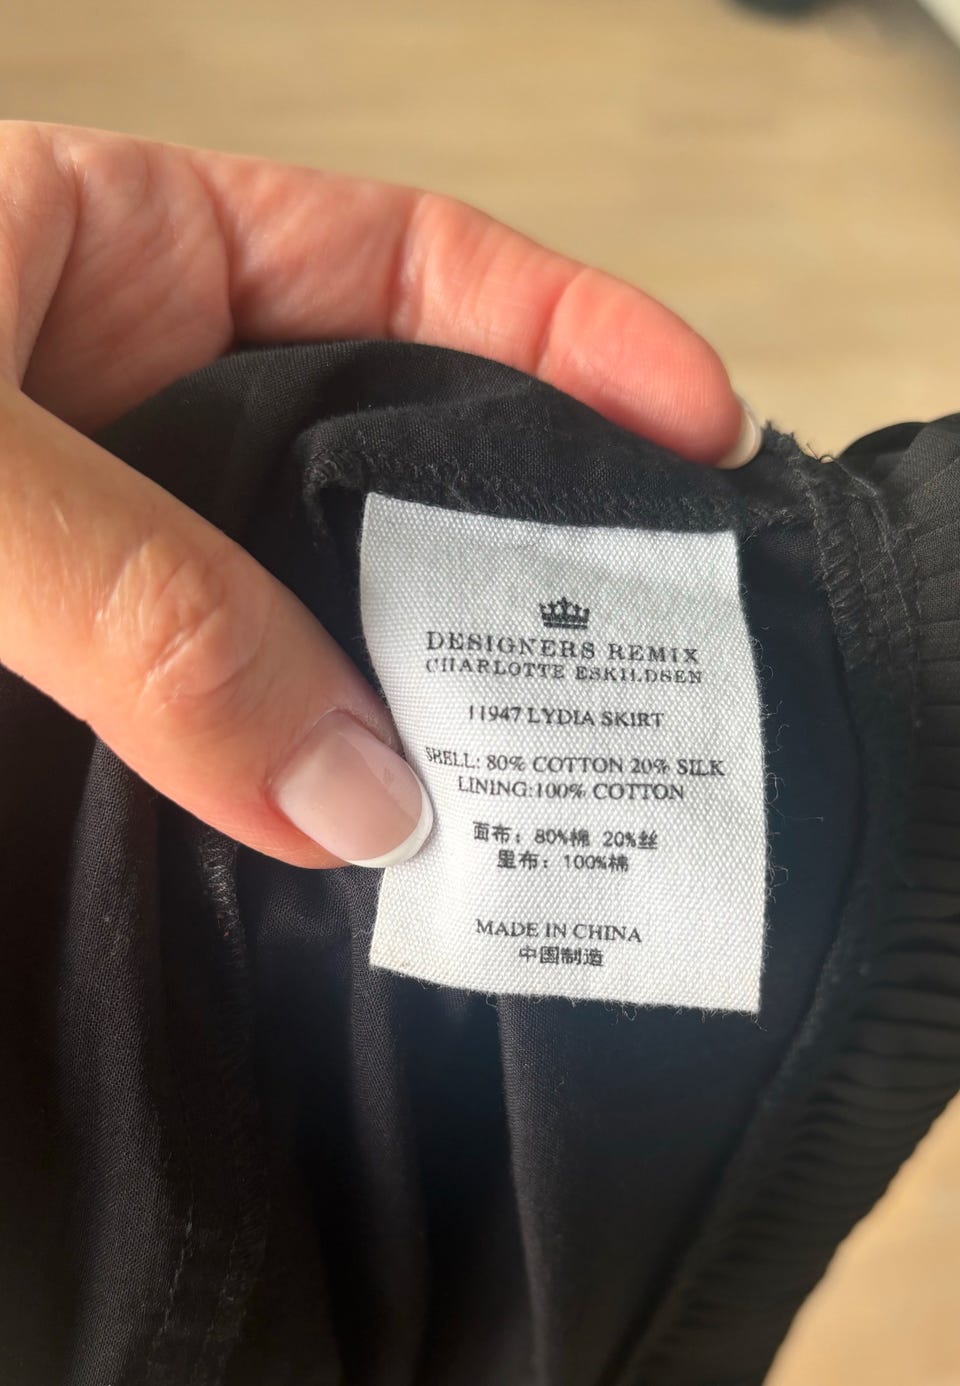 DESIGNERS REMIX
CHARLOTTE ESKILDSEN
11947 LYDIA SKIRT
SHELL: 80% COTTON 20% SILK
LINING:100% COTTON
面布: 80%棉 20%丝
里布: 100%棉
MADE IN CHINA
中国制造